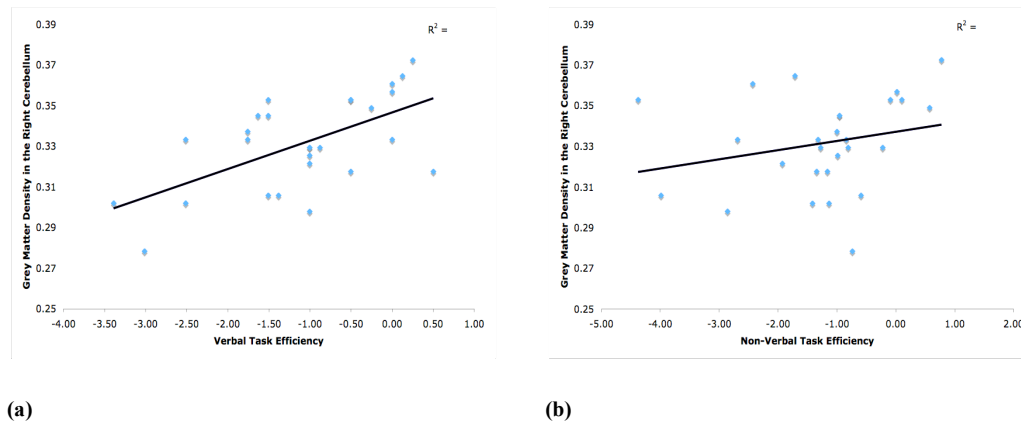 0.39
0.37
0.35
0.33
0.31
0.29
0.27
0.25
Grey Matter Density in the Right Cerebellum
R² =
-4.00 -3.00 -2.50 -2.00 -1.50 -1.00 -0.50 0.00 0.50 1.00
Verbal Task Efficiency
(a)
0.39
0.37
0.35
0.33
0.31
0.29
0.27
0.25
Grey Matter Density in the Right Cerebellum
R² =
-5.00 -4.00 -3.00 -2.00 -1.00 0.00 1.00 2.00
Non-Verbal Task Efficiency
(b)